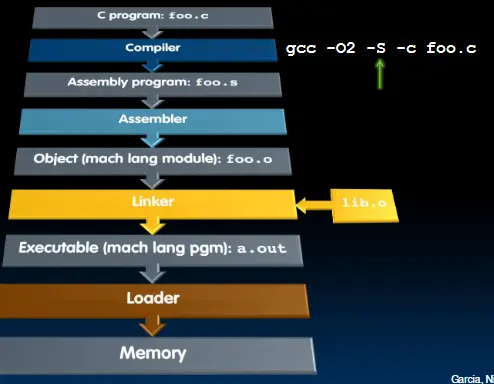 C program: foo.c
Compiler
gcc -O2 -S -c foo.c
Assembly program: foo.s
Assembler
Object (mach lang module): foo.o
Linker
lib.o
Executable (mach lang pgm): a.out
Loader
Memory
Garcia, Ni